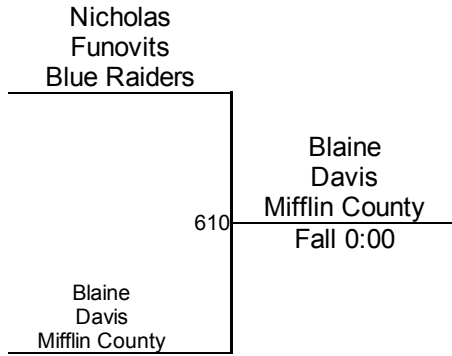 Nicholas
Funovits
Blue Raiders
Blaine
Davis
Mifflin County
610
Fall 0:00
Blaine
Davis
Mifflin County